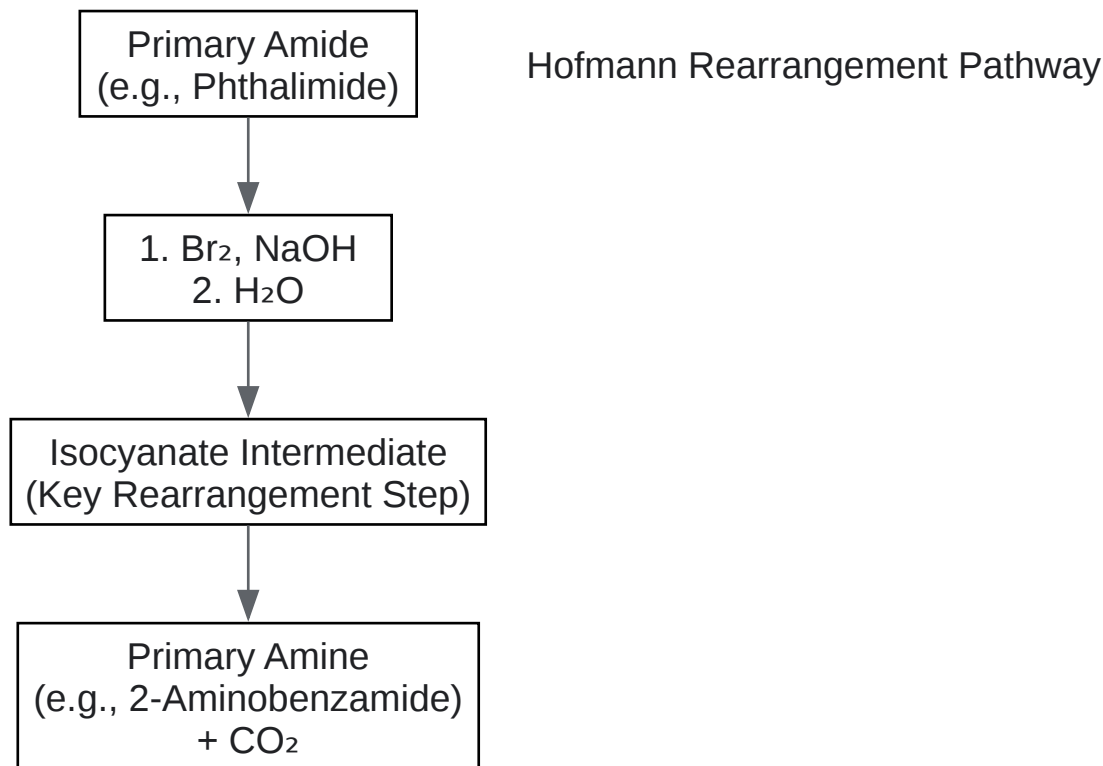 Primary Amide
(e.g., Phthalimide)
Hofmann Rearrangement Pathway
1. Br₂, NaOH
2. H₂O
Isocyanate Intermediate
(Key Rearrangement Step)
Primary Amine
(e.g., 2-Aminobenzamide)
+ CO₂